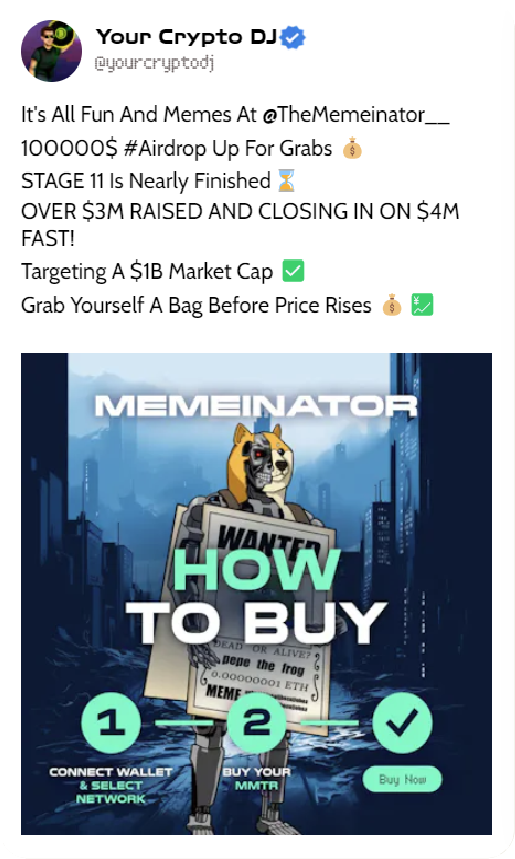 Your Crypto DJ
@yourcryptodj
It's All Fun And Memes At @TheMemeinator__
100000$ #Airdrop Up For Grabs 💰
STAGE 11 Is Nearly Finished ⏳
OVER $3M RAISED AND CLOSING IN ON $4M
FAST!
Targeting A $1B Market Cap ✅
Grab Yourself A Bag Before Price Rises 💰 💹
MEMEINATOR
WANTED
HOW
TO BUY
DEAD OR ALIVE?
pepe the frog
0.00000001 ETH
MEME
1
2
CONNECT WALLET
& SELECT
NETWORK
BUY YOUR
MMTR
Buy Now